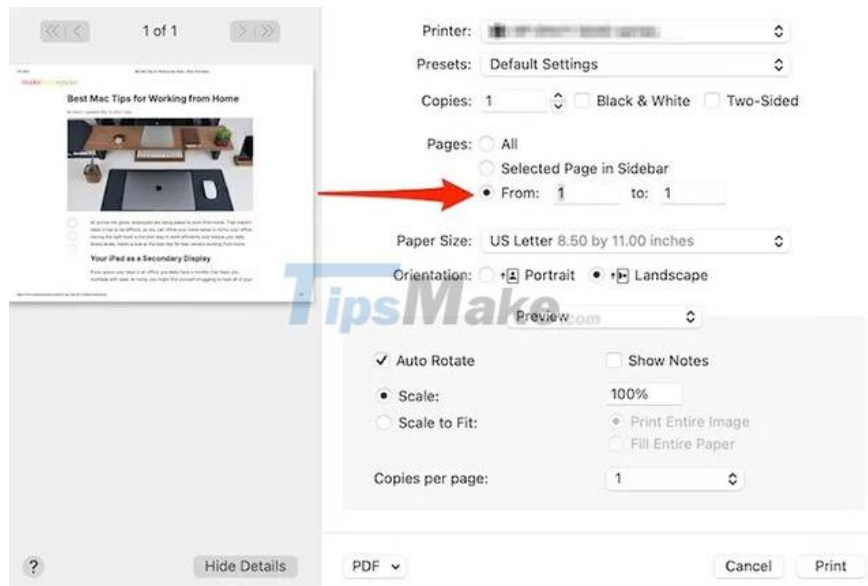 1 of 1
Best Mac Tips for Working from Home
Your iPad as a Secondary Display
Printer:
Presets: Default Settings
Copies: 1 Black & White Two-Sided
Pages: All
Selected Page in Sidebar
From: 1 to: 1
Paper Size: US Letter 8.50 by 11.00 inches
Orientation: Portrait Landscape
TipsMake.com
Preview
Auto Rotate Show Notes
Scale: 100%
Scale to Fit: Print Entire Image
Fill Entire Paper
Copies per page: 1
? Hide Details PDF Cancel Print